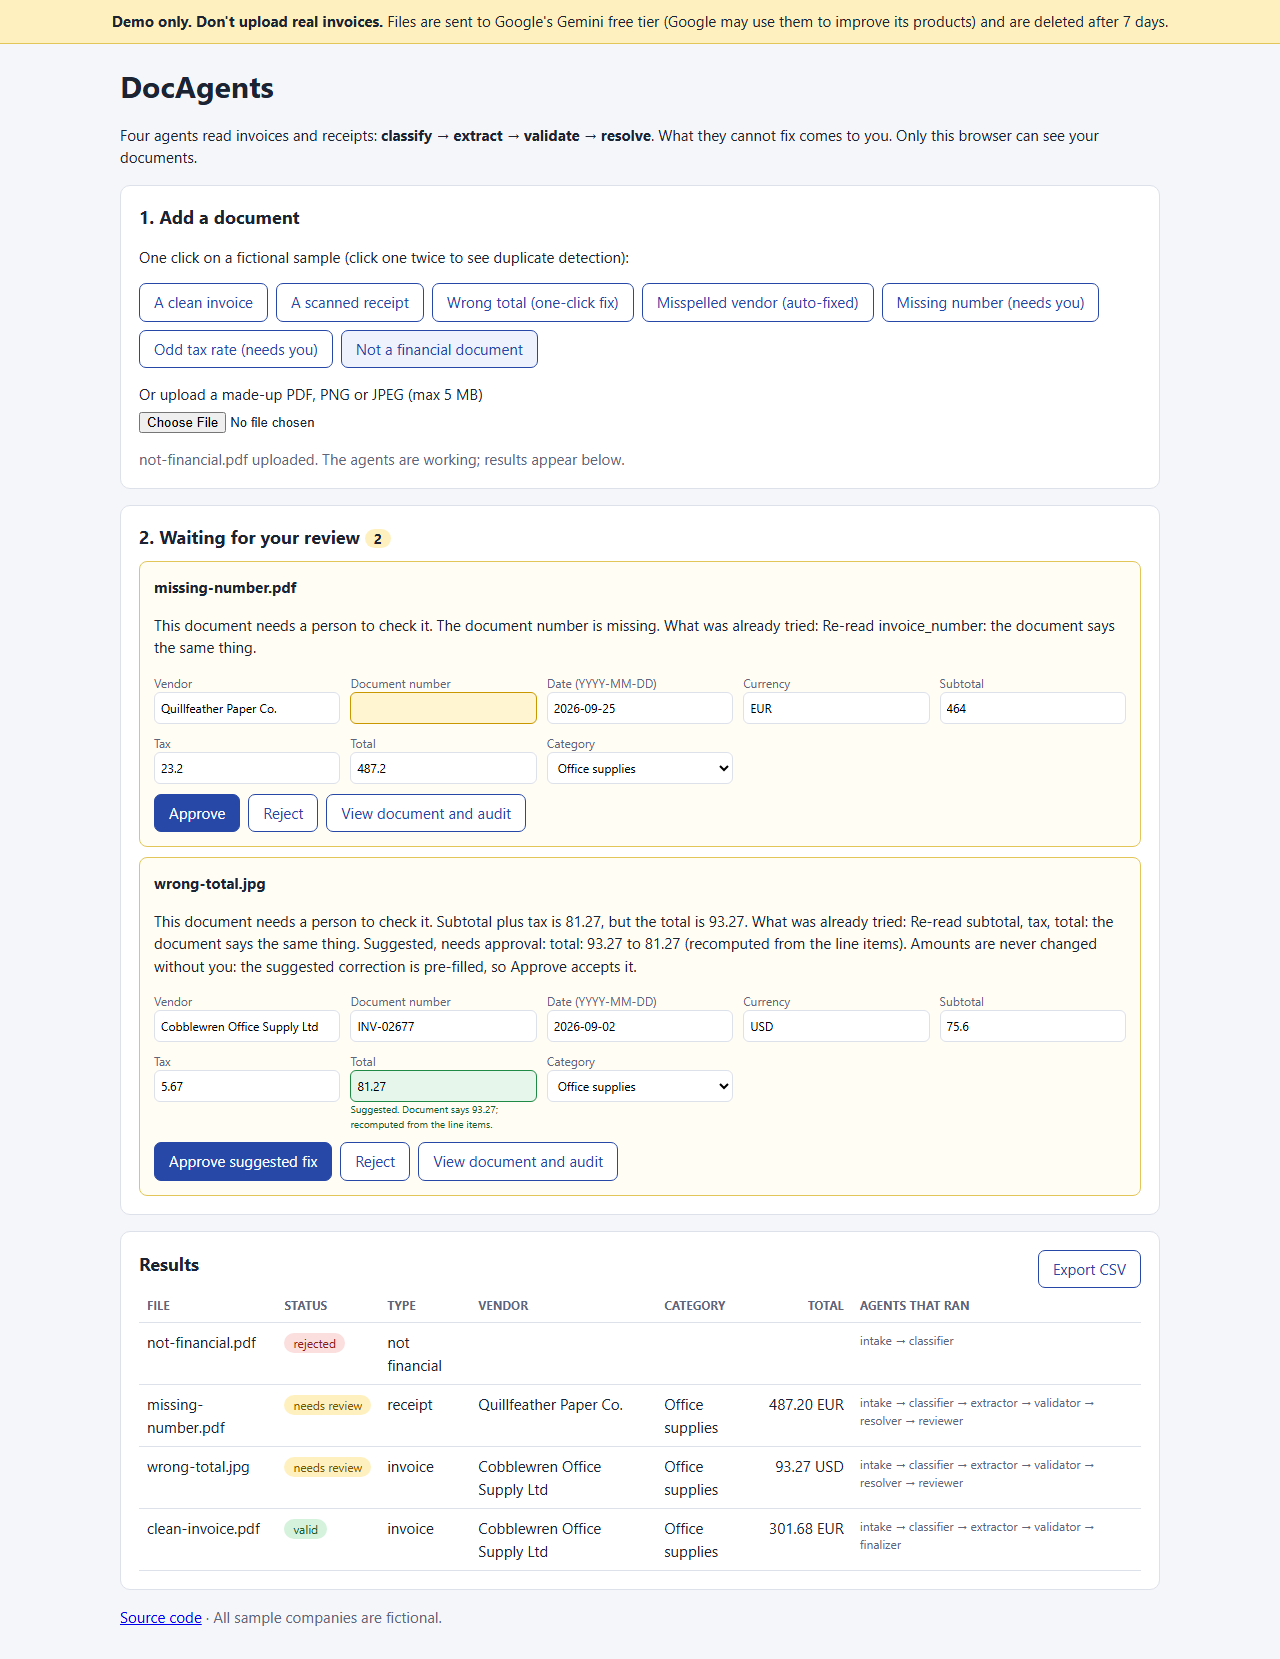 Demo only. Don't upload real invoices. Files are sent to Google's Gemini free tier (Google may use them to improve its products) and are deleted after 7 days.
DocAgents
Four agents read invoices and receipts: classify → extract → validate → resolve. What they cannot fix comes to you. Only this browser can see your
documents.
1. Add a document
One click on a fictional sample (click one twice to see duplicate detection):
A clean invoice A scanned receipt Wrong total (one-click fix) Misspelled vendor (auto-fixed) Missing number (needs you)
Odd tax rate (needs you) Not a financial document
Or upload a made-up PDF, PNG or JPEG (max 5 MB)
Choose File No file chosen
not-financial.pdf uploaded. The agents are working; results appear below.
2. Waiting for your review 2
missing-number.pdf
This document needs a person to check it. The document number is missing. What was already tried: Re-read invoice_number: the document says
the same thing.
Vendor Document number Date (YYYY-MM-DD) Currency Subtotal
Quillfeather Paper Co. 2026-09-25 EUR 464
Tax Total Category
23.2 487.2 Office supplies
Approve Reject View document and audit
wrong-total.jpg
This document needs a person to check it. Subtotal plus tax is 81.27, but the total is 93.27. What was already tried: Re-read subtotal, tax, total: the
document says the same thing. Suggested, needs approval: total: 93.27 to 81.27 (recomputed from the line items). Amounts are never changed
without you: the suggested correction is pre-filled, so Approve accepts it.
Vendor Document number Date (YYYY-MM-DD) Currency Subtotal
Cobblewren Office Supply Ltd INV-02677 2026-09-02 USD 75.6
Tax Total Category
5.67 81.27 Office supplies
Suggested. Document says 93.27;
recomputed from the line items.
Approve suggested fix Reject View document and audit
Results Export CSV
FILE STATUS TYPE VENDOR CATEGORY TOTAL AGENTS THAT RAN
not-financial.pdf rejected not intake → classifier
financial
missing- needs review receipt Quillfeather Paper Co. Office 487.20 EUR intake → classifier → extractor → validator →
number.pdf supplies resolver → reviewer
wrong-total.jpg needs review invoice Cobblewren Office Office 93.27 USD intake → classifier → extractor → validator →
Supply Ltd supplies resolver → reviewer
clean-invoice.pdf valid invoice Cobblewren Office Office 301.68 EUR intake → classifier → extractor → validator →
Supply Ltd supplies finalizer
Source code · All sample companies are fictional.